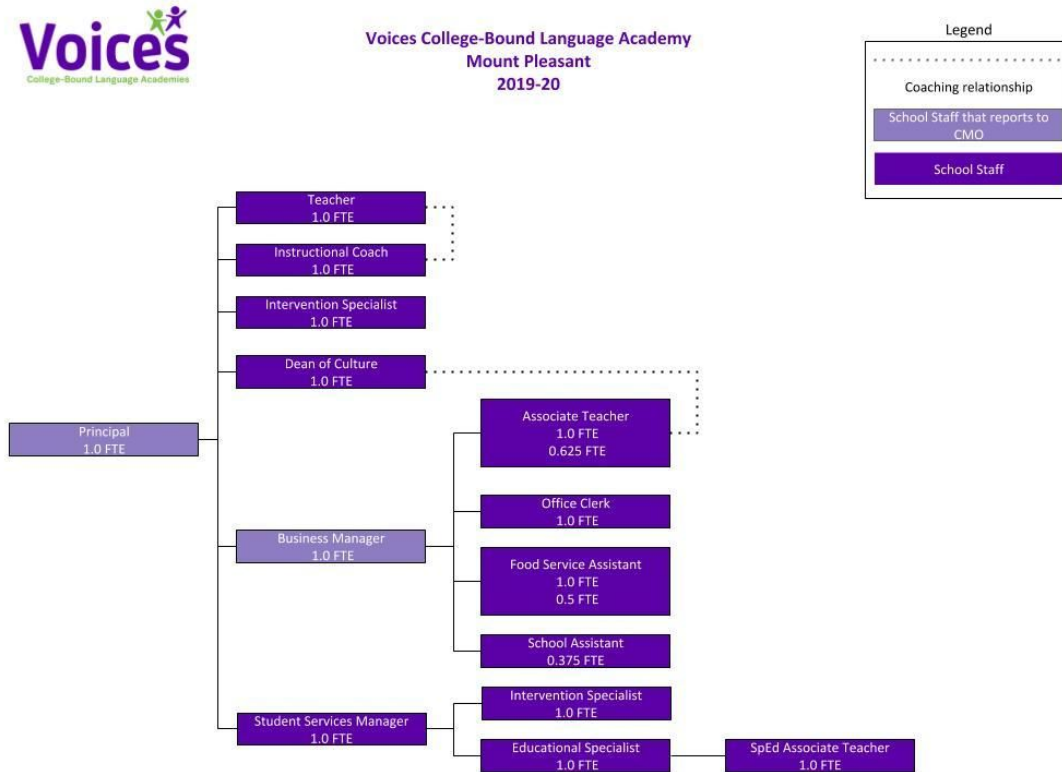 Voices
College-Bound Language Academies
Voices College-Bound Language Academy
Mount Pleasant
2019-20
Legend
Coaching relationship
School Staff that reports to
CMO
School Staff
Teacher
1.0 FTE
Instructional Coach
1.0 FTE
Intervention Specialist
1.0 FTE
Dean of Culture
1.0 FTE
Principal
1.0 FTE
Associate Teacher
1.0 FTE
0.625 FTE
Office Clerk
1.0 FTE
Business Manager
1.0 FTE
Food Service Assistant
1.0 FTE
0.5 FTE
School Assistant
0.375 FTE
Intervention Specialist
1.0 FTE
Student Services Manager
1.0 FTE
Educational Specialist
1.0 FTE
SpEd Associate Teacher
1.0 FTE